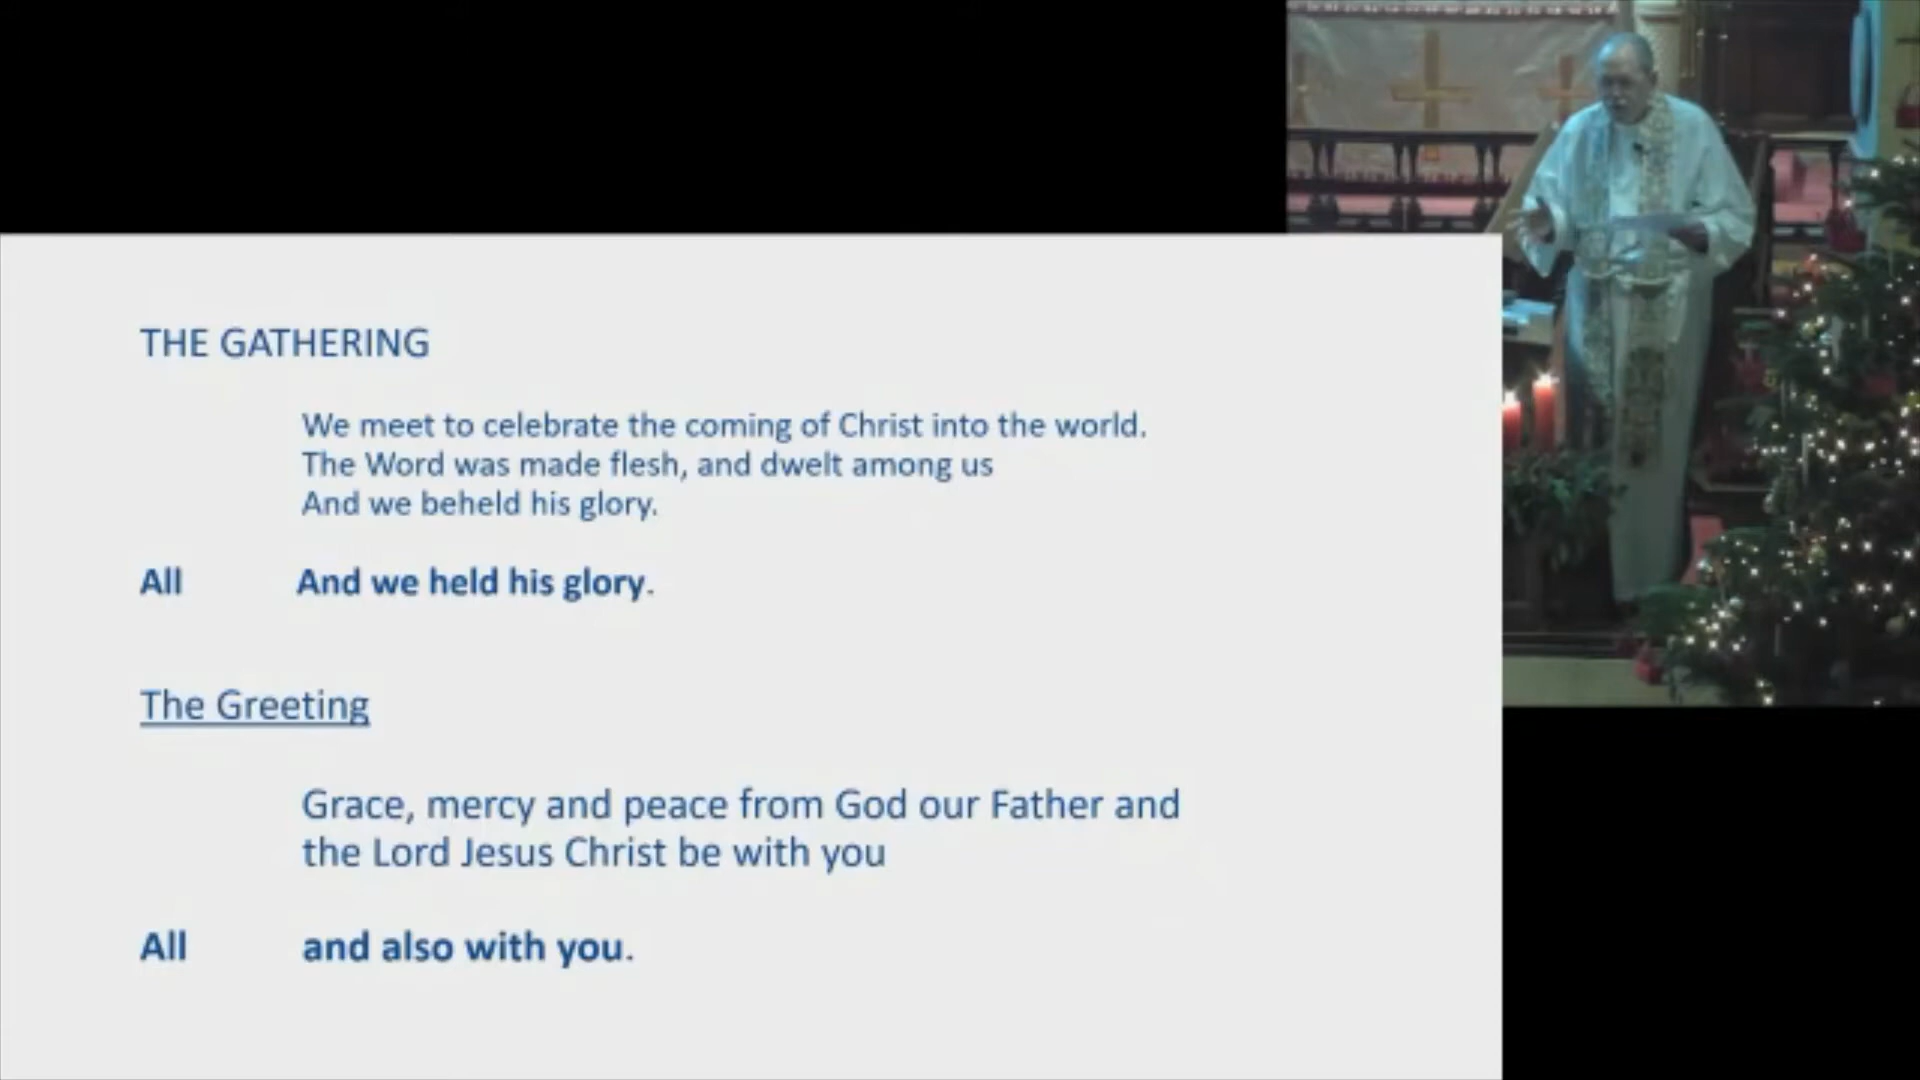 THE GATHERING
We meet to celebrate the coming of Christ into the world.
The Word was made flesh, and dwelt among us
And we beheld his glory.
All And we held his glory.
The Greeting
Grace, mercy and peace from God our Father and
the Lord Jesus Christ be with you
All and also with you.